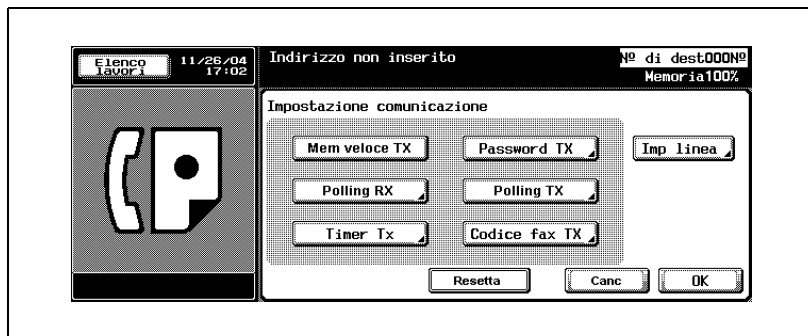 Elenco lavori
11/26/04
17:02
Indirizzo non inserito
Nº di dest000Nº
Memoria100%
Impostazione comunicazione
Mem veloce TX
Password TX
Imp linea
Polling RX
Polling TX
Timer Tx
Codice fax TX
Resetta
Canc
OK